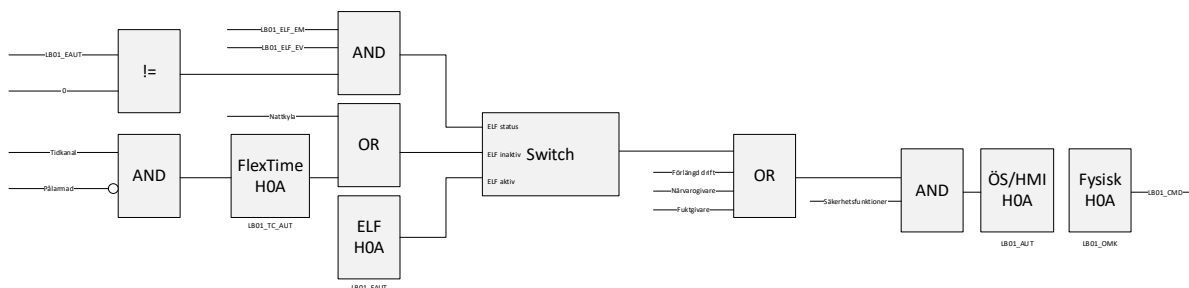 LB01_EAUT
0
!=
LB01_ELF_EM
LB01_ELF_EV
AND
Tidkanal
Pålarmad
AND
FlexTime
H0A
LB01_TC_AUT
Nattkyla
OR
ELF
H0A
LB01_EAUT
ELF status
ELF inaktiv
ELF aktiv
Switch
Förlängd drift
Närvarogivare
Fuktgivare
OR
Säkerhetsfunktioner
AND
ÖS/HMI
H0A
LB01_AUT
Fysisk
H0A
LB01_OMK
LB01_CMD